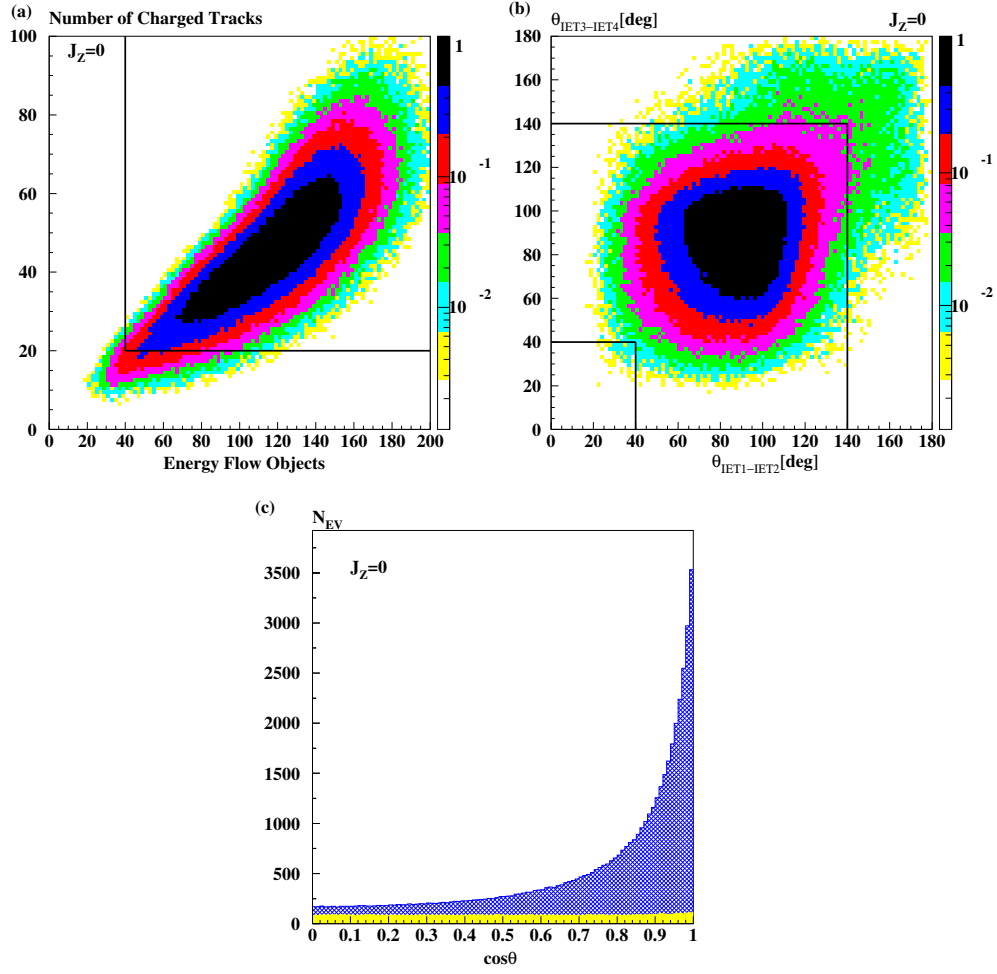 (a)
Number of Charged Tracks
J_Z=0
100
80
60
40
20
0
0 20 40 60 80 100 120 140 160 180 200
Energy Flow Objects
1
10 -1
10 -2
(b)
θ_IET3–IET4[deg]
J_Z=0
180
160
140
120
100
80
60
40
20
0
0 20 40 60 80 100 120 140 160 180
θ_IET1–IET2[deg]
1
10 -1
10 -2
(c)
N_EV
J_Z=0
3500
3000
2500
2000
1500
1000
500
0
0 0.1 0.2 0.3 0.4 0.5 0.6 0.7 0.8 0.9 1
cosθ